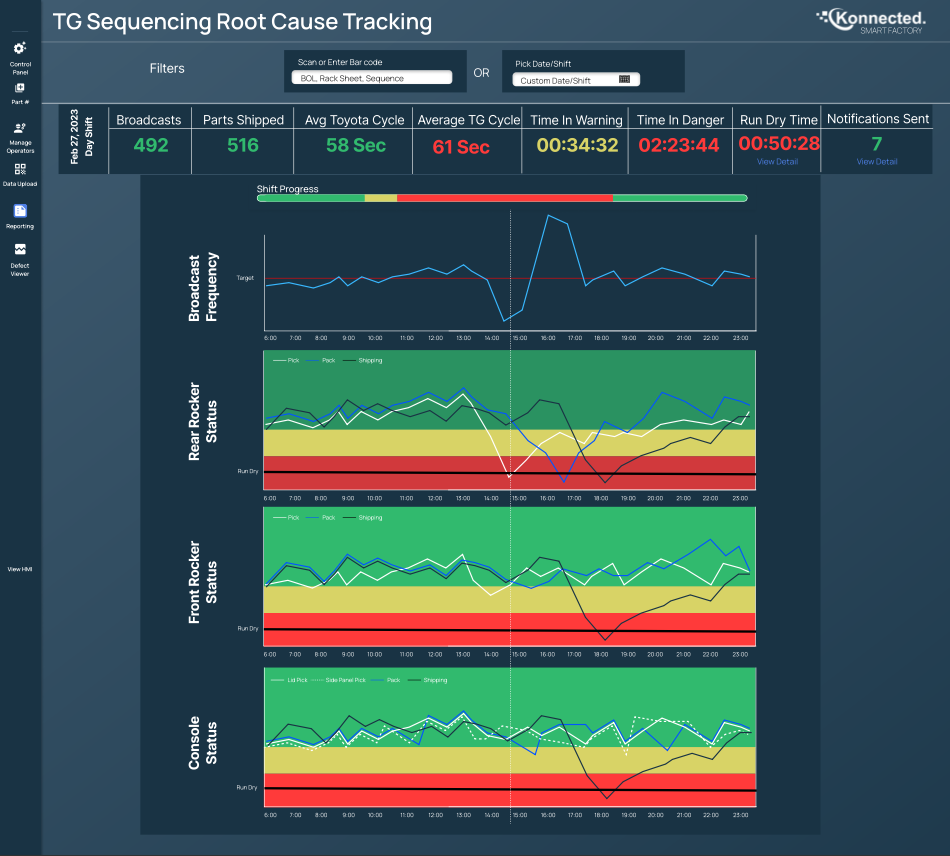 TG Sequencing Root Cause Tracking
Konnected.
SMART FACTORY
Control
Panel
Part #
Manage
Operators
Data Upload
Reporting
Defect
Viewer
View HMI
Filters
Scan or Enter Bar code
BOL, Rack Sheet, Sequence
OR
Pick Date/Shift
Custom Date/Shift
Feb 27, 2023
Day Shift
Broadcasts
492
Parts Shipped
516
Avg Toyota Cycle
58 Sec
Average TG Cycle
61 Sec
Time In Warning
00:34:32
Time In Danger
02:23:44
Run Dry Time
00:50:28
View Detail
Notifications Sent
7
View Detail
Shift Progress
Broadcast
Frequency
Target
6:00 7:00 8:00 9:00 10:00 11:00 12:00 13:00 14:00 15:00 16:00 17:00 18:00 19:00 20:00 21:00 22:00 23:00
Rear Rocker
Status
Pick Pack Shipping
Run Dry
6:00 7:00 8:00 9:00 10:00 11:00 12:00 13:00 14:00 15:00 16:00 17:00 18:00 19:00 20:00 21:00 22:00 23:00
Front Rocker
Status
Pick Pack Shipping
Run Dry
6:00 7:00 8:00 9:00 10:00 11:00 12:00 13:00 14:00 15:00 16:00 17:00 18:00 19:00 20:00 21:00 22:00 23:00
Console
Status
Lid Pick Side Panel Pick Pack Shipping
Run Dry
6:00 7:00 8:00 9:00 10:00 11:00 12:00 13:00 14:00 15:00 16:00 17:00 18:00 19:00 20:00 21:00 22:00 23:00